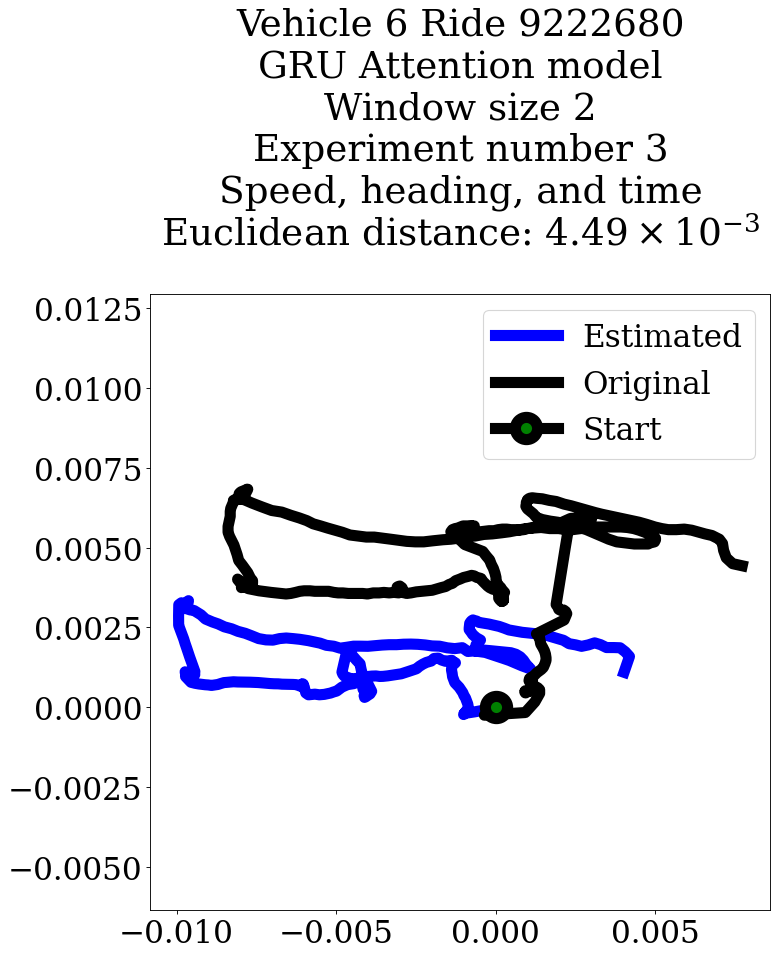 Vehicle 6 Ride 9222680
GRU Attention model
Window size 2
Experiment number 3
Speed, heading, and time
Euclidean distance: 4.49 × 10⁻³
Estimated
Original
Start
0.0125
0.0100
0.0075
0.0050
0.0025
0.0000
−0.0025
−0.0050
−0.010 −0.005 0.000 0.005